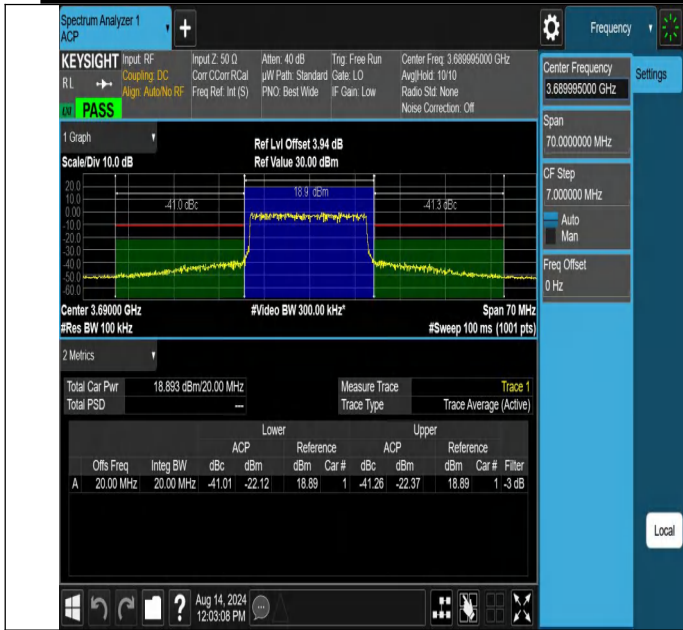 Spectrum Analyzer 1
ACP
+
Frequency
KEYSIGHT
RL
PASS
Input: RF
Coupling: DC
Align: Auto/No RF
Input Z: 50 Ω
Corr CCorr RCal
Freq Ref: Int (S)
Atten: 40 dB
µW Path: Standard
PNO: Best Wide
Trig: Free Run
Gate: LO
IF Gain: Low
Center Freq: 3.689995000 GHz
Avg|Hold: 10/10
Radio Std: None
Noise Correction: Off
Center Frequency
3.689995000 GHz
Settings
Span
70.0000000 MHz
CF Step
7.000000 MHz
Auto
Man
Freq Offset
0 Hz
1 Graph
Scale/Div 10.0 dB
Ref Lvl Offset 3.94 dB
Ref Value 30.00 dBm
20.0
10.0
0.00
-10.0
-20.0
-30.0
-40.0
-50.0
-60.0
-41.0 dBc
18.9 dBm
-41.3 dBc
Center 3.69000 GHz
#Video BW 300.00 kHz*
Span 70 MHz
#Res BW 100 kHz
#Sweep 100 ms (1001 pts)
2 Metrics
Total Car Pwr 18.893 dBm/20.00 MHz
Total PSD ---
Measure Trace Trace 1
Trace Type Trace Average (Active)
Lower Upper
ACP Reference ACP Reference
Offs Freq Integ BW dBc dBm dBm Car # dBc dBm dBm Car # Filter
A 20.00 MHz 20.00 MHz -41.01 -22.12 18.89 1 -41.26 -22.37 18.89 1 -3 dB
Local
?
Aug 14, 2024
12:03:08 PM